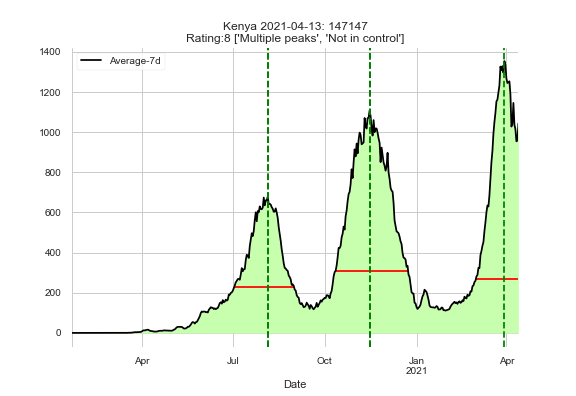 Kenya 2021-04-13: 147147
Rating:8 ['Multiple peaks', 'Not in control']
Average-7d
1400
1200
1000
800
600
400
200
0
Apr
Jul
Oct
Jan
2021
Apr
Date